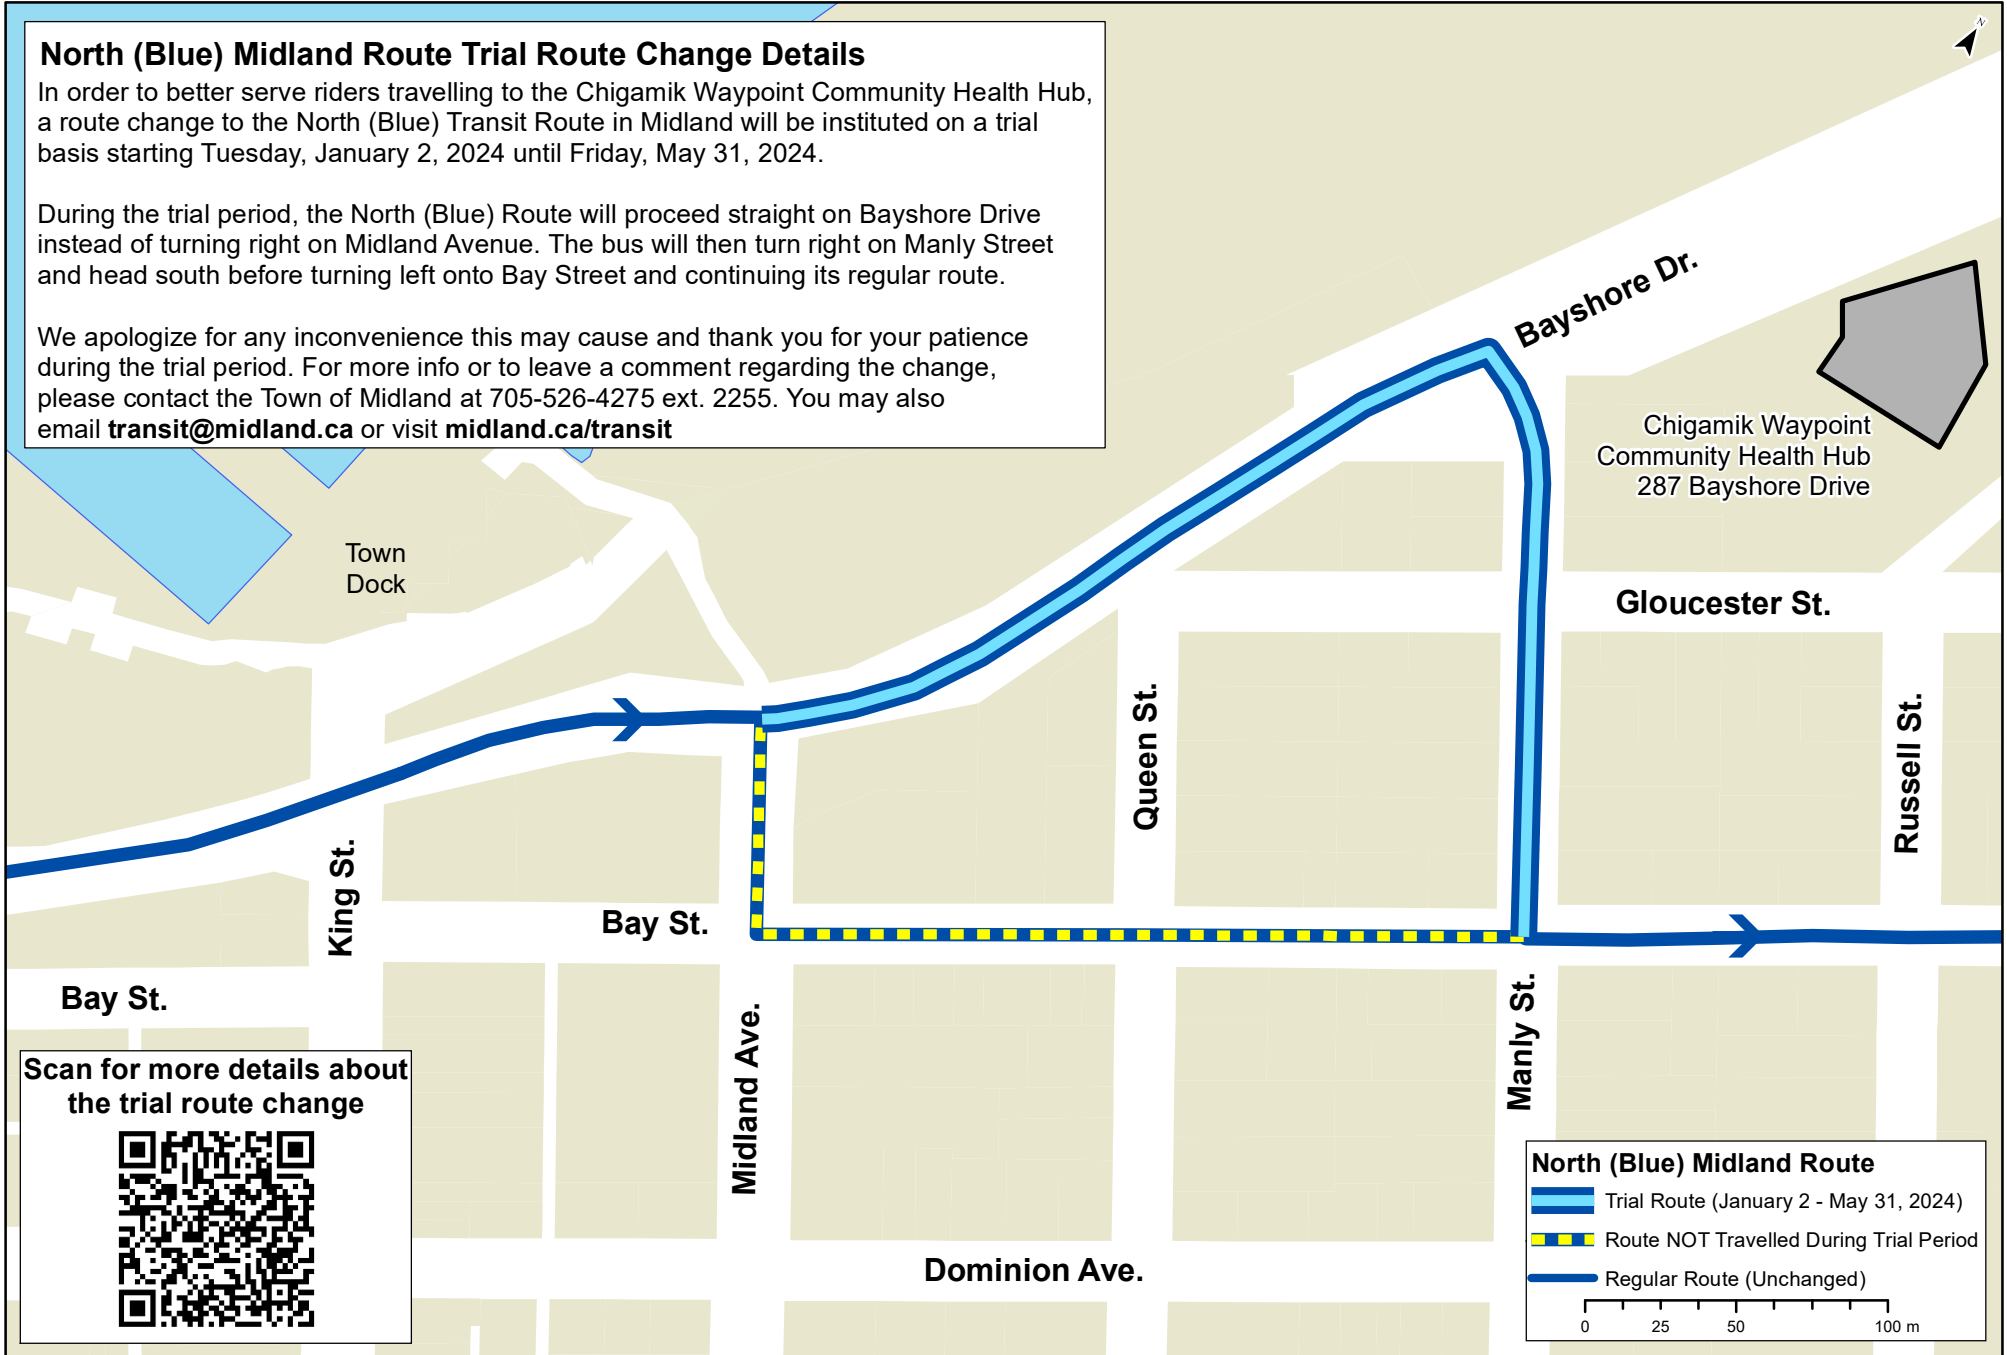 North (Blue) Midland Route Trial Route Change Details
In order to better serve riders travelling to the Chigamik Waypoint Community Health Hub,
a route change to the North (Blue) Transit Route in Midland will be instituted on a trial
basis starting Tuesday, January 2, 2024 until Friday, May 31, 2024.
During the trial period, the North (Blue) Route will proceed straight on Bayshore Drive
instead of turning right on Midland Avenue. The bus will then turn right on Manly Street
and head south before turning left onto Bay Street and continuing its regular route.
We apologize for any inconvenience this may cause and thank you for your patience
during the trial period. For more info or to leave a comment regarding the change,
please contact the Town of Midland at 705-526-4275 ext. 2255. You may also
email transit@midland.ca or visit midland.ca/transit
N
Bayshore Dr.
Chigamik Waypoint
Community Health Hub
287 Bayshore Drive
Town
Dock
Gloucester St.
Queen St.
Russell St.
King St.
Bay St.
Bay St.
Midland Ave.
Manly St.
Dominion Ave.
Scan for more details about
the trial route change
North (Blue) Midland Route
Trial Route (January 2 - May 31, 2024)
Route NOT Travelled During Trial Period
Regular Route (Unchanged)
0 25 50 100 m